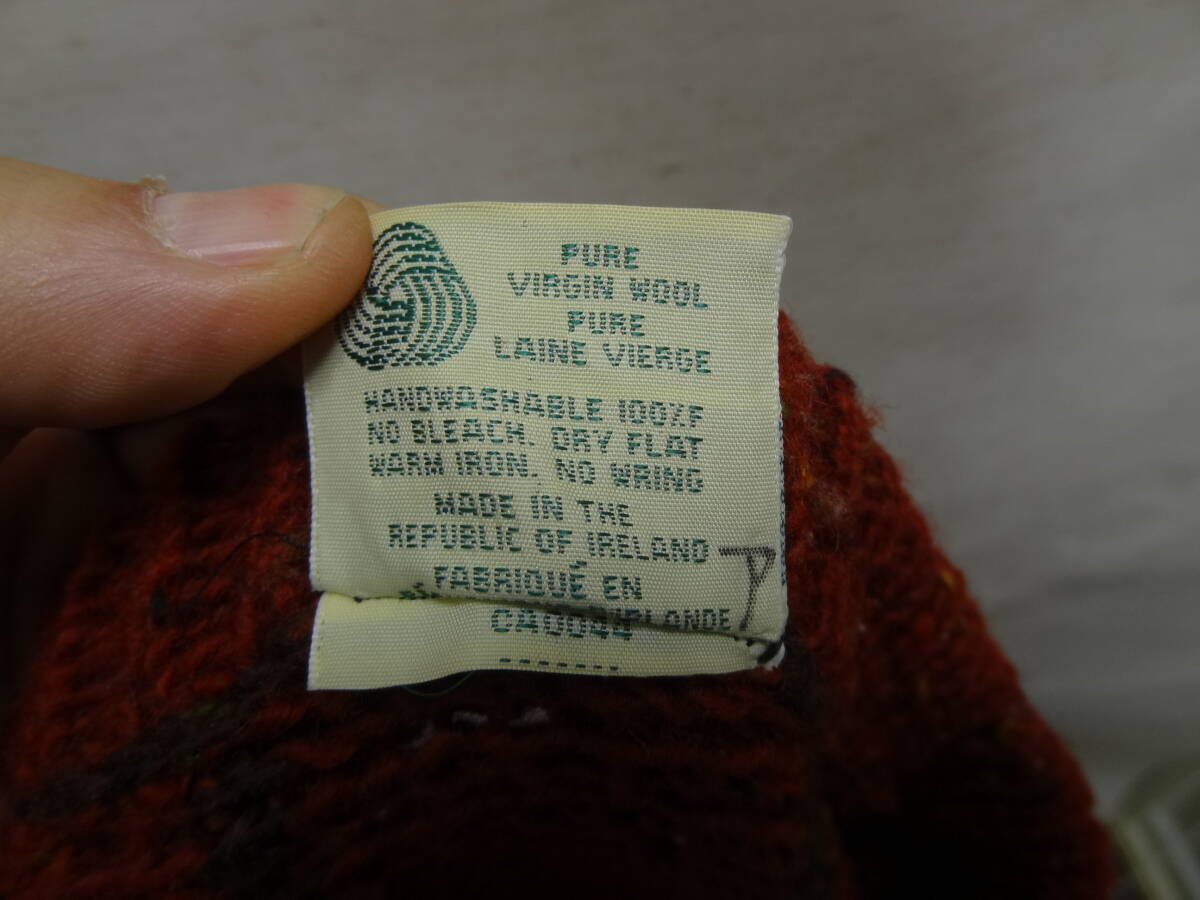 PURE
VIRGIN WOOL
PURE
LAINE VIERGE
HANDWASHABLE 100°F
NO BLEACH. DRY FLAT
WARM IRON. NO WRING
MADE IN THE
REPUBLIC OF IRELAND
FABRIQUÉ EN
IRLANDE
P
CA0044
-------